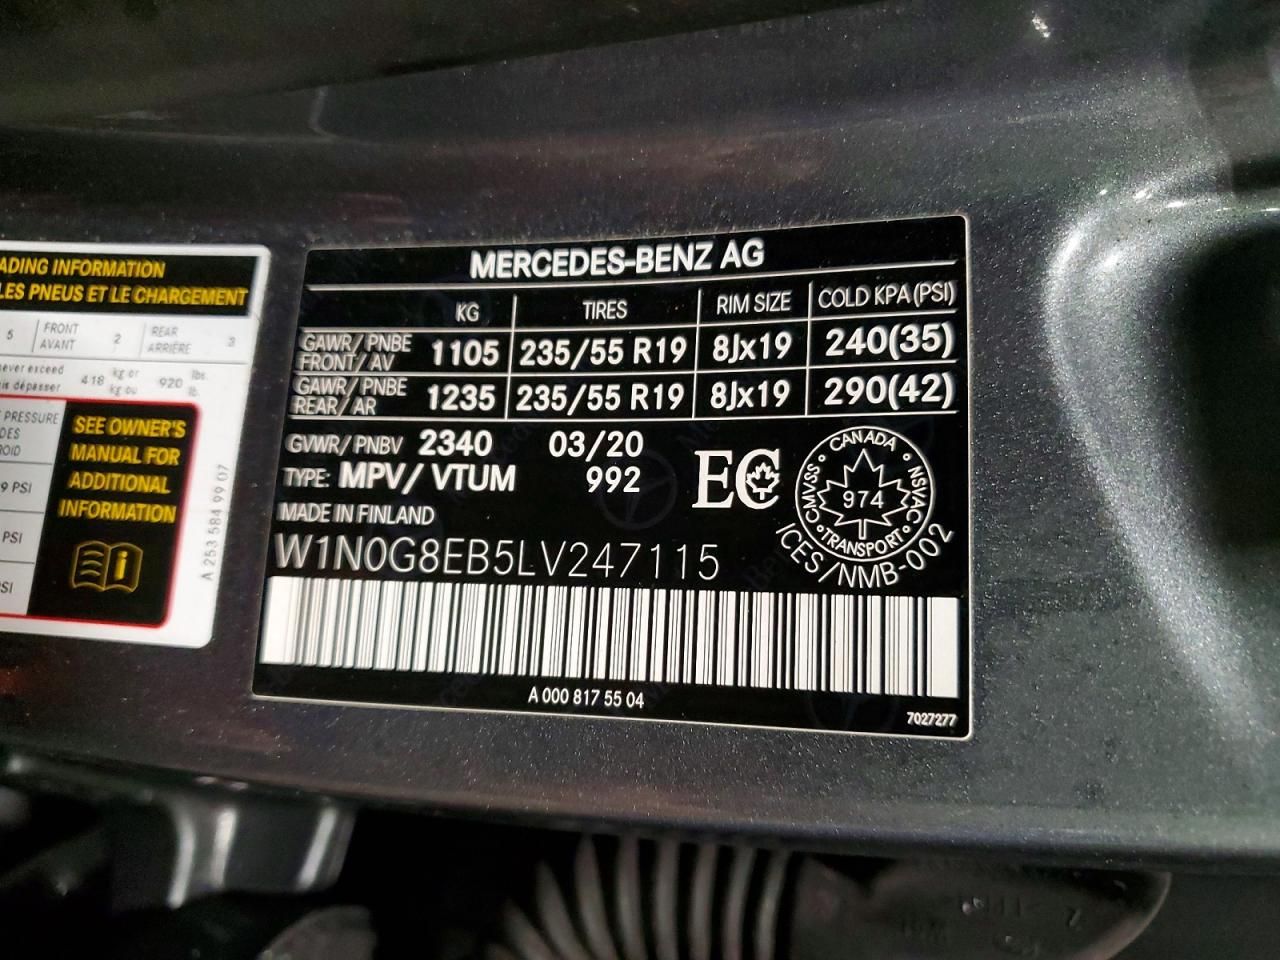 ADING INFORMATION
LES PNEUS ET LE CHARGEMENT
5 FRONT AVANT 2 REAR ARRIÈRE 3
never exceed
418 kg or kg ou 920 lbs. lb.
dépasser
PRESSURE
9 PSI
PSI
PSI
SEE OWNER'S
MANUAL FOR
ADDITIONAL
INFORMATION
A 253 584 99 07
MERCEDES-BENZ AG
KG TIRES RIM SIZE COLD KPA(PSI)
GAWR/PNBE FRONT/AV 1105 235/55 R19 8Jx19 240(35)
GAWR/PNBE REAR/AR 1235 235/55 R19 8Jx19 290(42)
GVWR/PNBV 2340 03/20
TYPE: MPV/VTUM 992
EC
CANADA
CMVSS 974 NSVAC
TRANSPORT
ICES/NMB-002
MADE IN FINLAND
W1N0G8EB5LV247115
A 000 817 55 04
7027277